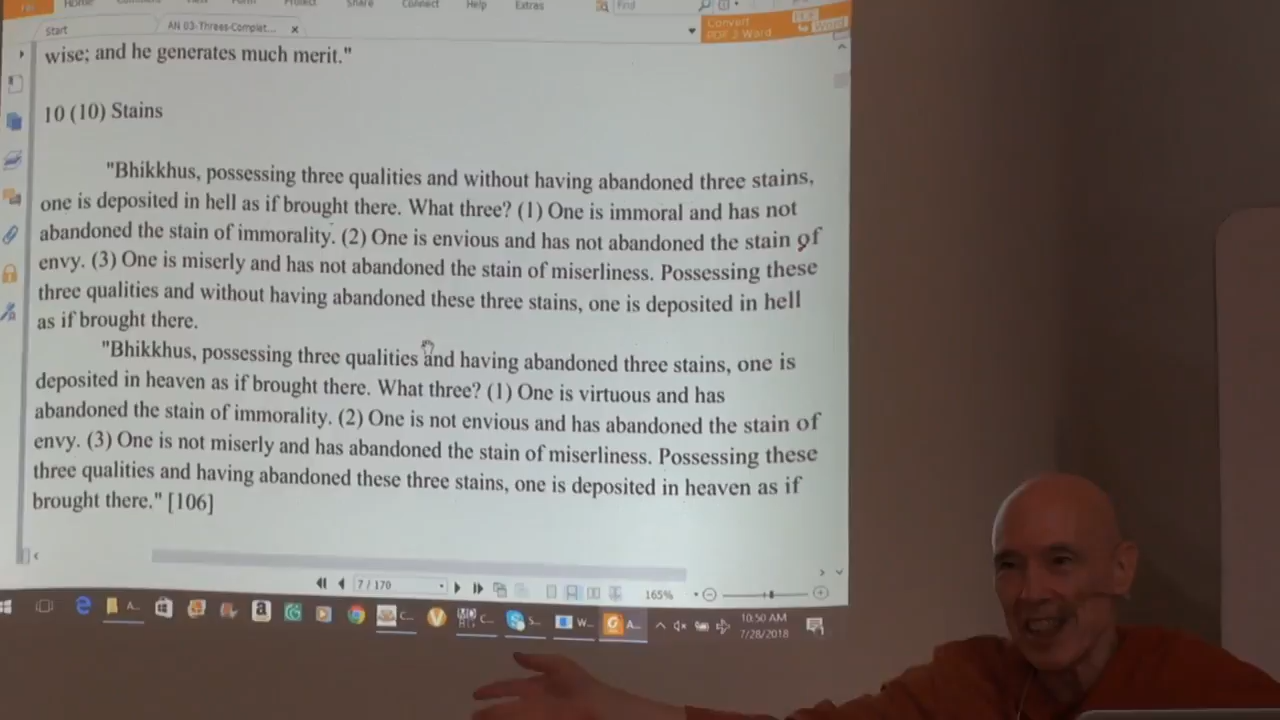 Home
Share
Connect
Help
Extras
Find
Start
AN 03-Threes-Complet...
Convert
PDF 2 Word
Word
wise; and he generates much merit."
10 (10) Stains
"Bhikkhus, possessing three qualities and without having abandoned three stains,
one is deposited in hell as if brought there. What three? (1) One is immoral and has not
abandoned the stain of immorality. (2) One is envious and has not abandoned the stain of
envy. (3) One is miserly and has not abandoned the stain of miserliness. Possessing these
three qualities and without having abandoned these three stains, one is deposited in hell
as if brought there.
"Bhikkhus, possessing three qualities and having abandoned three stains, one is
deposited in heaven as if brought there. What three? (1) One is virtuous and has
abandoned the stain of immorality. (2) One is not envious and has abandoned the stain of
envy. (3) One is not miserly and has abandoned the stain of miserliness. Possessing these
three qualities and having abandoned these three stains, one is deposited in heaven as if
brought there." [106]
7 / 170
165%
A...
C...
C...
S...
W...
A...
10:50 AM
7/28/2018